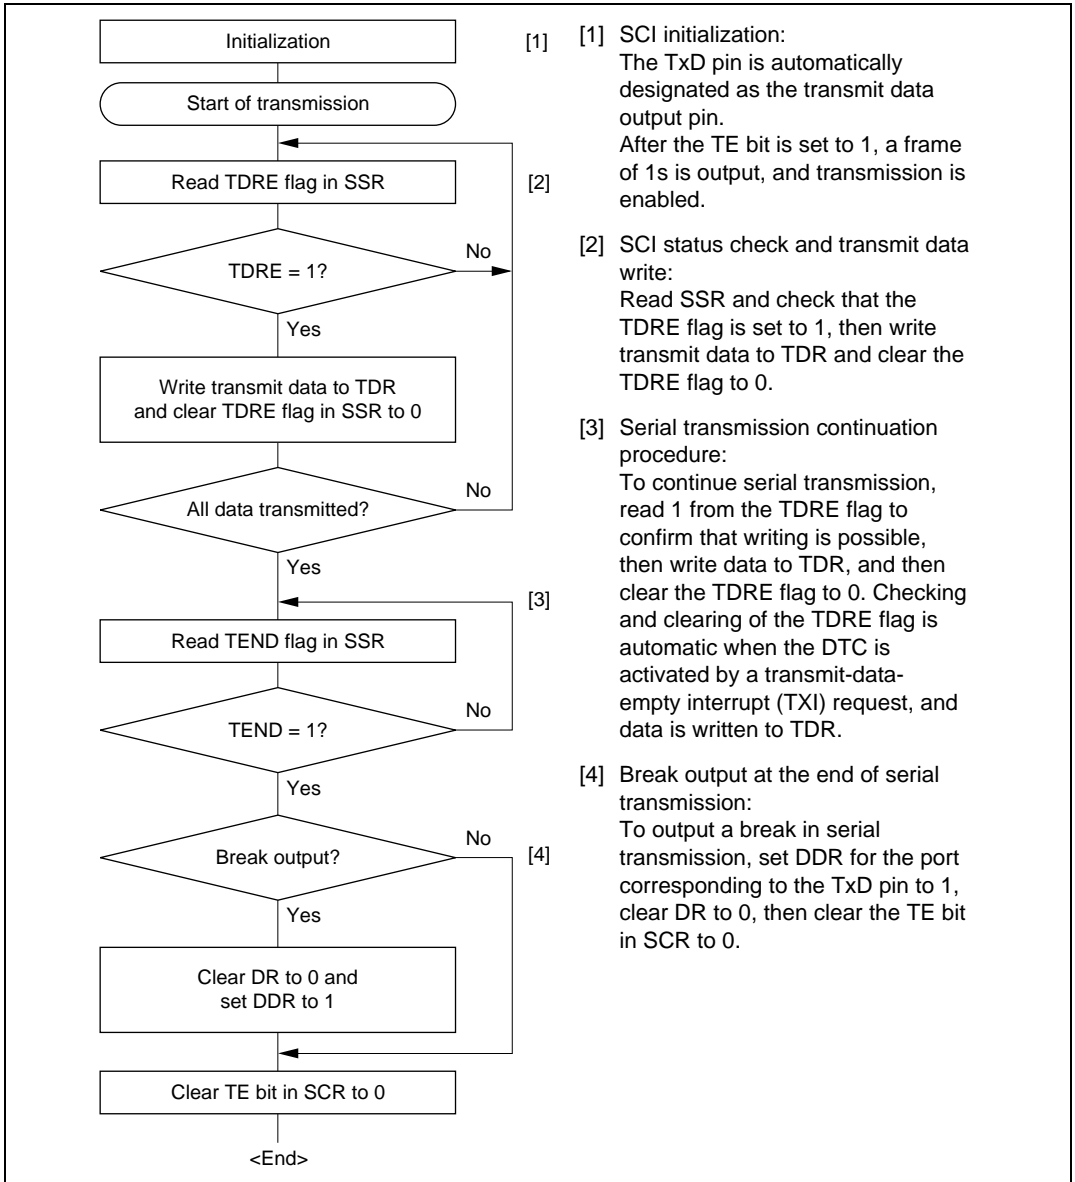 Initialization
[1]
Start of transmission
Read TDRE flag in SSR
[2]
No
TDRE = 1?
Yes
Write transmit data to TDR
and clear TDRE flag in SSR to 0
No
All data transmitted?
Yes
[3]
Read TEND flag in SSR
No
TEND = 1?
Yes
No
Break output?
[4]
Yes
Clear DR to 0 and
set DDR to 1
Clear TE bit in SCR to 0
<End>
[1] SCI initialization:
The TxD pin is automatically
designated as the transmit data
output pin.
After the TE bit is set to 1, a frame
of 1s is output, and transmission is
enabled.
[2] SCI status check and transmit data
write:
Read SSR and check that the
TDRE flag is set to 1, then write
transmit data to TDR and clear the
TDRE flag to 0.
[3] Serial transmission continuation
procedure:
To continue serial transmission,
read 1 from the TDRE flag to
confirm that writing is possible,
then write data to TDR, and then
clear the TDRE flag to 0. Checking
and clearing of the TDRE flag is
automatic when the DTC is
activated by a transmit-data-
empty interrupt (TXI) request, and
data is written to TDR.
[4] Break output at the end of serial
transmission:
To output a break in serial
transmission, set DDR for the port
corresponding to the TxD pin to 1,
clear DR to 0, then clear the TE bit
in SCR to 0.